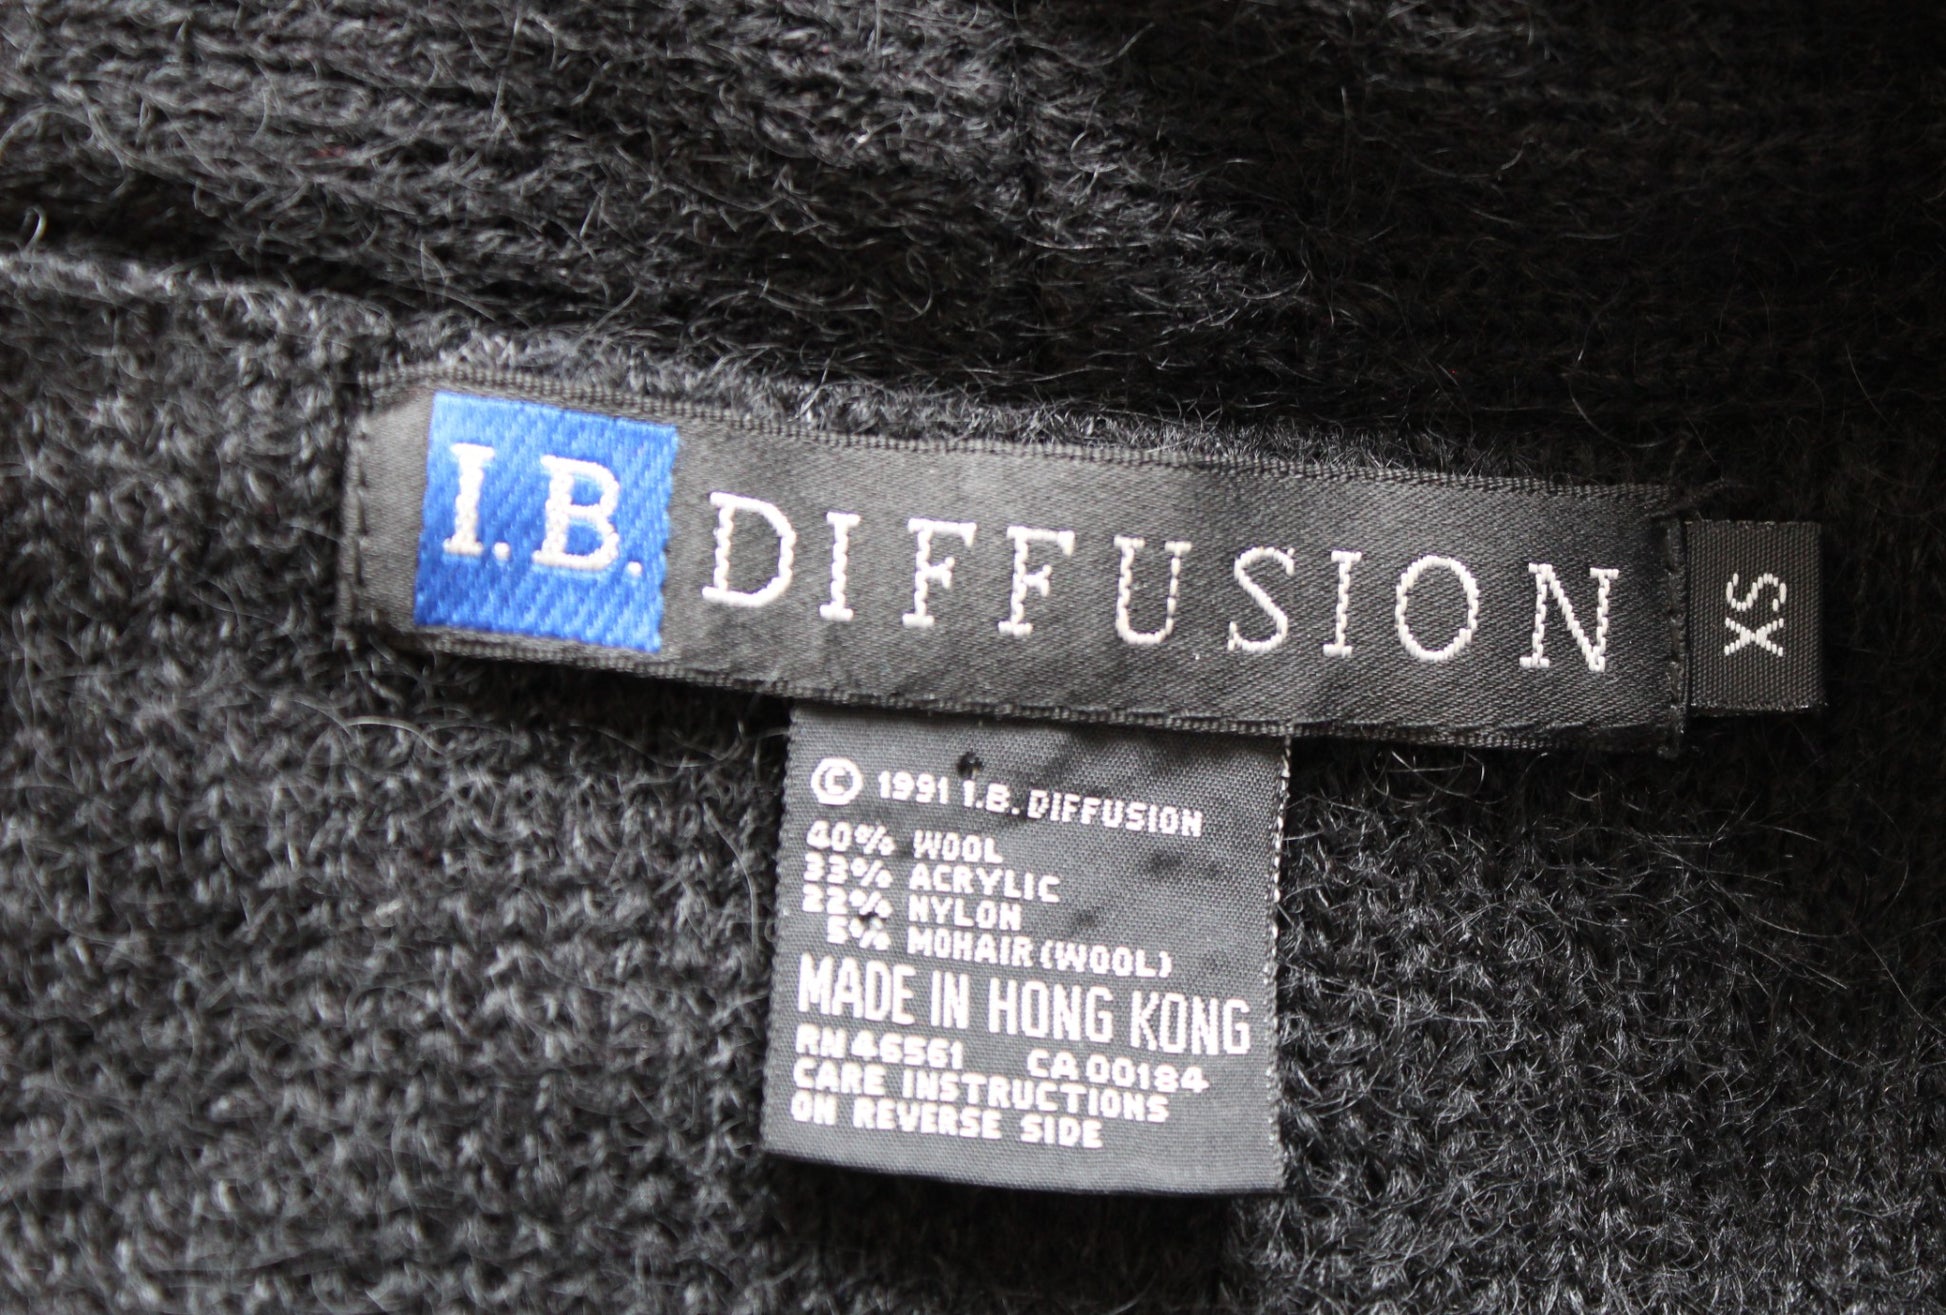 I.B. DIFFUSION
XS
© 1991 I.B. DIFFUSION
40% WOOL
33% ACRYLIC
22% NYLON
5% MOHAIR (WOOL)
MADE IN HONG KONG
RN 46561 CA 00184
CARE INSTRUCTIONS
ON REVERSE SIDE